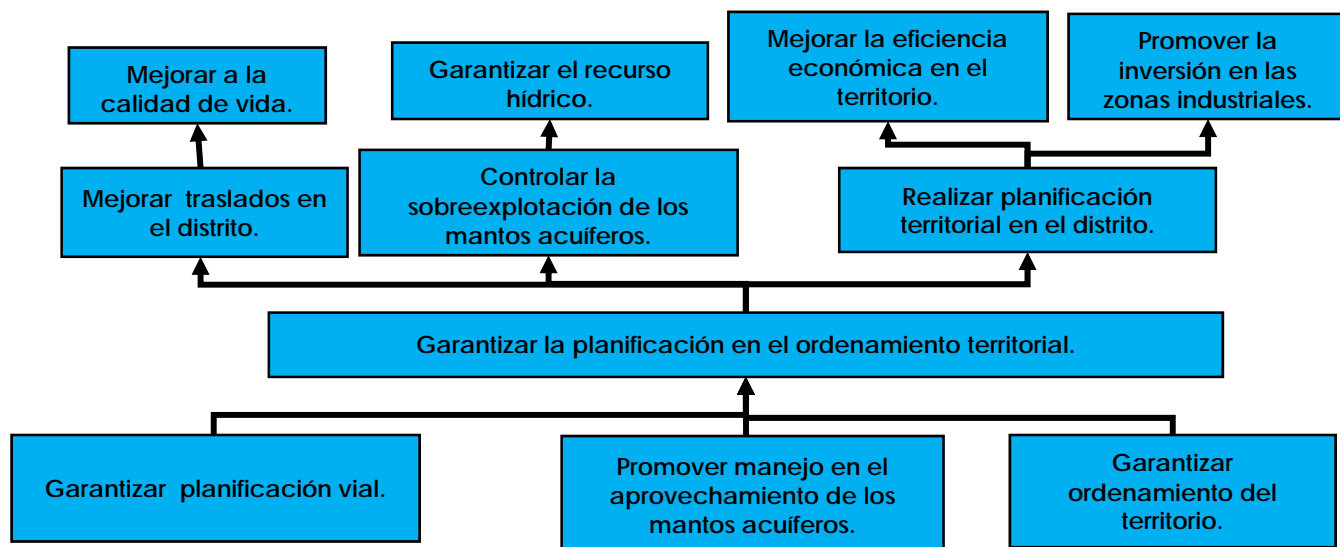 Mejorar a la
calidad de vida.
Garantizar el recurso
hídrico.
Mejorar la eficiencia
económica en el
territorio.
Promover la
inversión en las
zonas industriales.
Mejorar traslados en
el distrito.
Controlar la
sobreexplotación de los
mantos acuíferos.
Realizar planificación
territorial en el distrito.
Garantizar la planificación en el ordenamiento territorial.
Garantizar planificación vial.
Promover manejo en el
aprovechamiento de los
mantos acuíferos.
Garantizar
ordenamiento del
territorio.